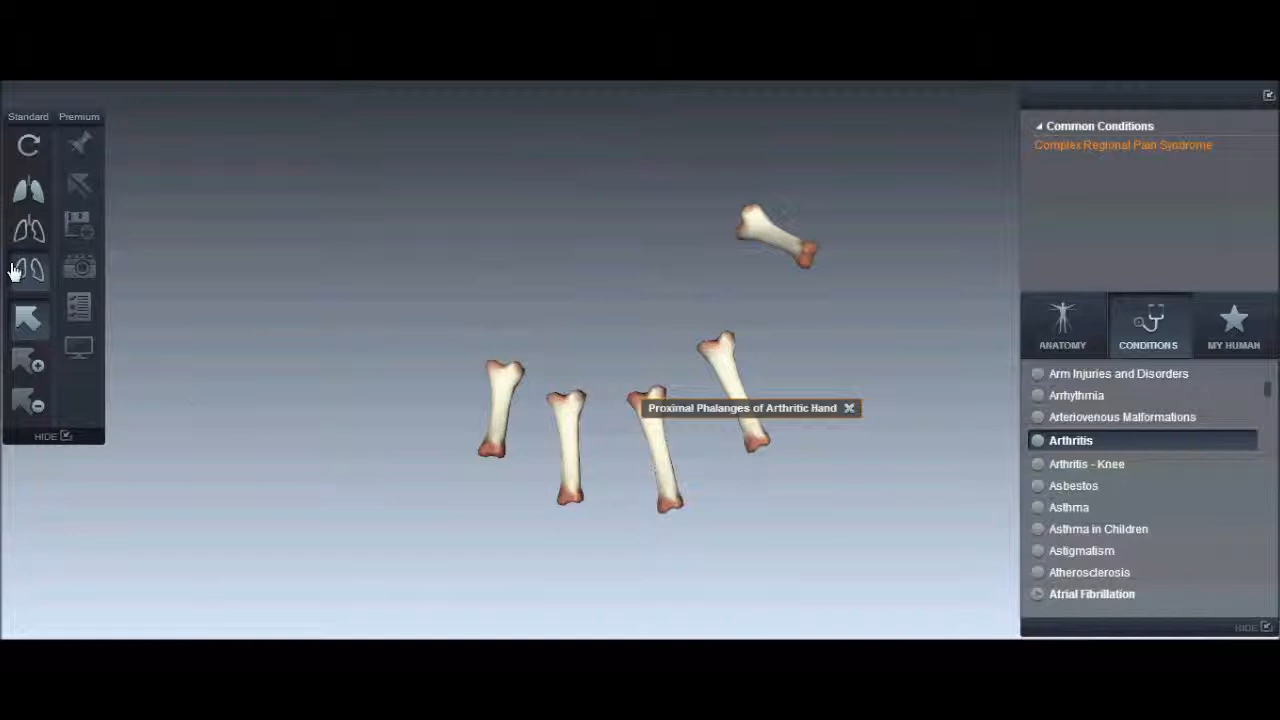 Standard Premium
HIDE
Proximal Phalanges of Arthritic Hand
Common Conditions
Complex Regional Pain Syndrome
ANATOMY CONDITIONS MY HUMAN
Arm Injuries and Disorders
Arrhythmia
Arteriovenous Malformations
Arthritis
Arthritis - Knee
Asbestos
Asthma
Asthma in Children
Astigmatism
Atherosclerosis
Atrial Fibrillation
HIDE